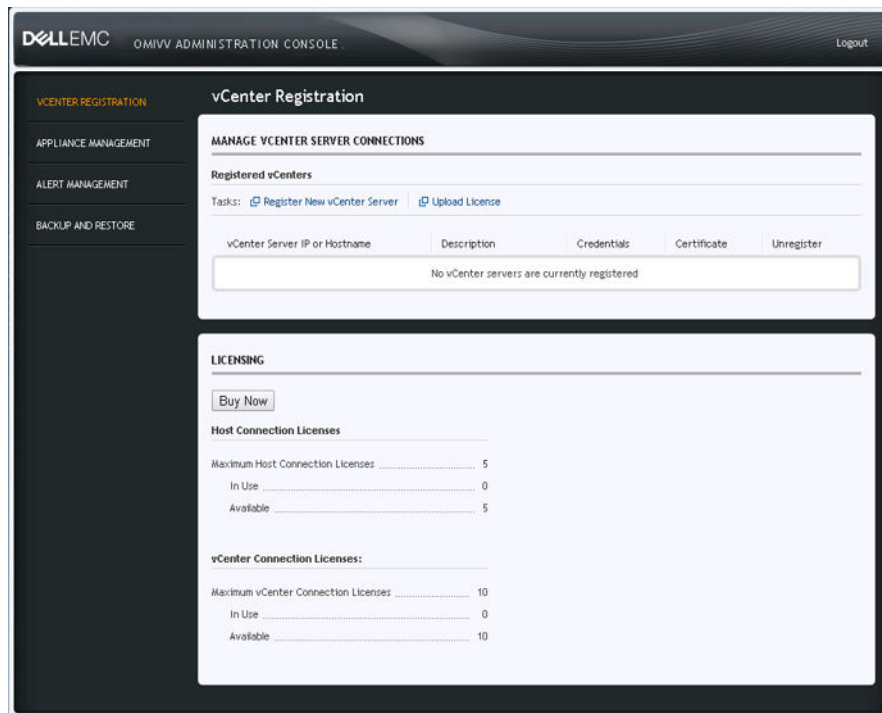 DELLEMC OMIVV ADMINISTRATION CONSOLE
Logout
VCENTER REGISTRATION
APPLIANCE MANAGEMENT
ALERT MANAGEMENT
BACKUP AND RESTORE
vCenter Registration
MANAGE VCENTER SERVER CONNECTIONS
Registered vCenters
Tasks: Register New vCenter Server Upload License
vCenter Server IP or Hostname Description Credentials Certificate Unregister
No vCenter servers are currently registered
LICENSING
Buy Now
Host Connection Licenses
Maximum Host Connection Licenses 5
In Use 0
Available 5
vCenter Connection Licenses:
Maximum vCenter Connection Licenses 10
In Use 0
Available 10